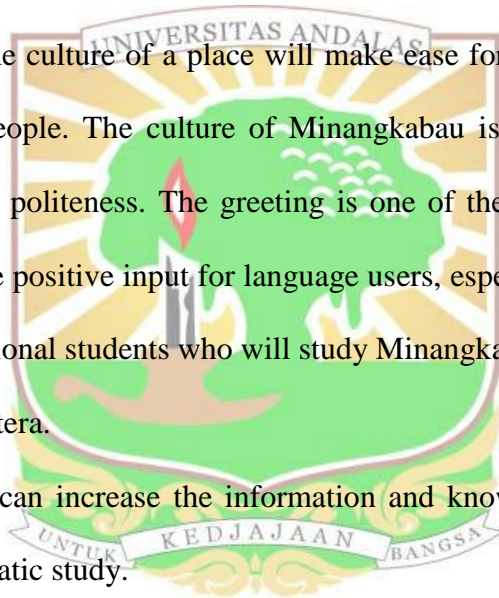 UNIVERSITAS ANDALAS
e culture of a place will make ease for
eople. The culture of Minangkabau is
politeness. The greeting is one of the
e positive input for language users, espe
ional students who will study Minangka
tera.
can increase the information and know
UNTUK KEDJAJAAN BANGSA
atic study.